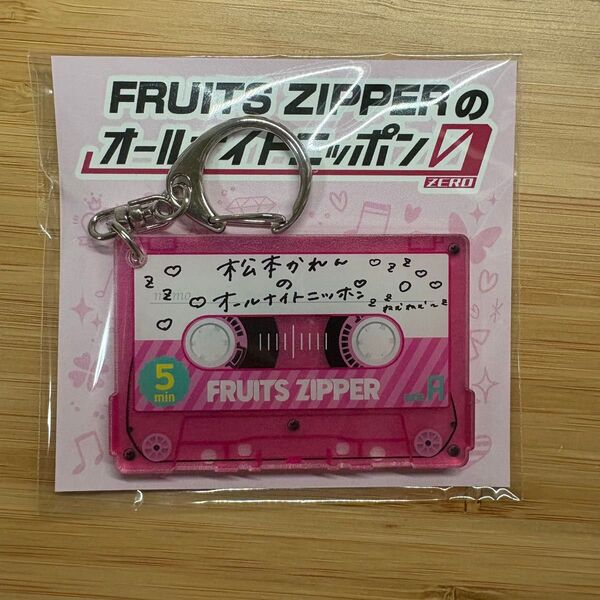 FRUITS ZIPPERの
オールナイトニッポン0
ZERO
松本かれん
の
オールナイトニッポン
z z z z z
memo
5
min
FRUITS ZIPPER
A